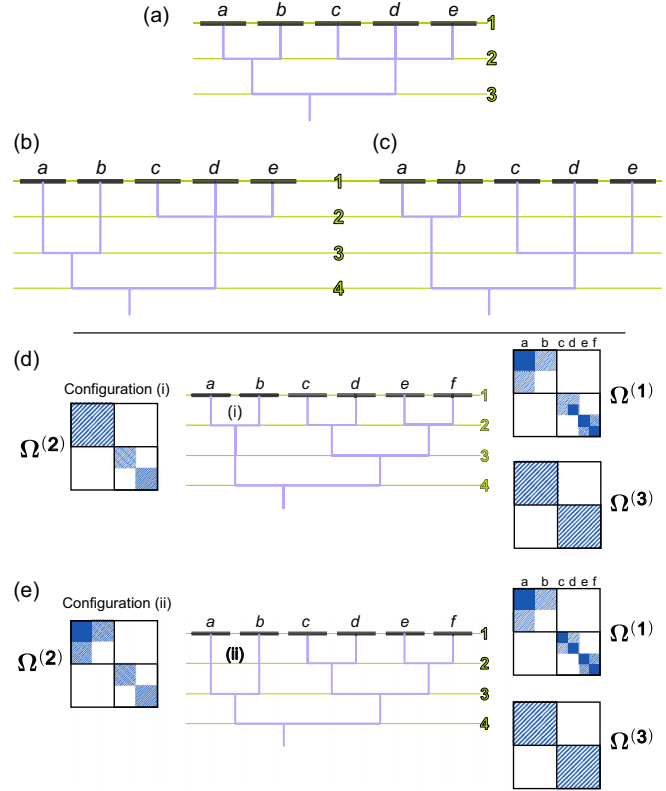 (a)
a b c d e
1
2
3
(b) (c)
a b c d e a b c d e
1
2
3
4
(d)
a b c d e f
Configuration (i)
Ω(2)
a b c d e f
(i)
1
2
3
4
Ω(1)
Ω(3)
(e)
a b c d e f
Configuration (ii)
Ω(2)
a b c d e f
(ii)
1
2
3
4
Ω(1)
Ω(3)